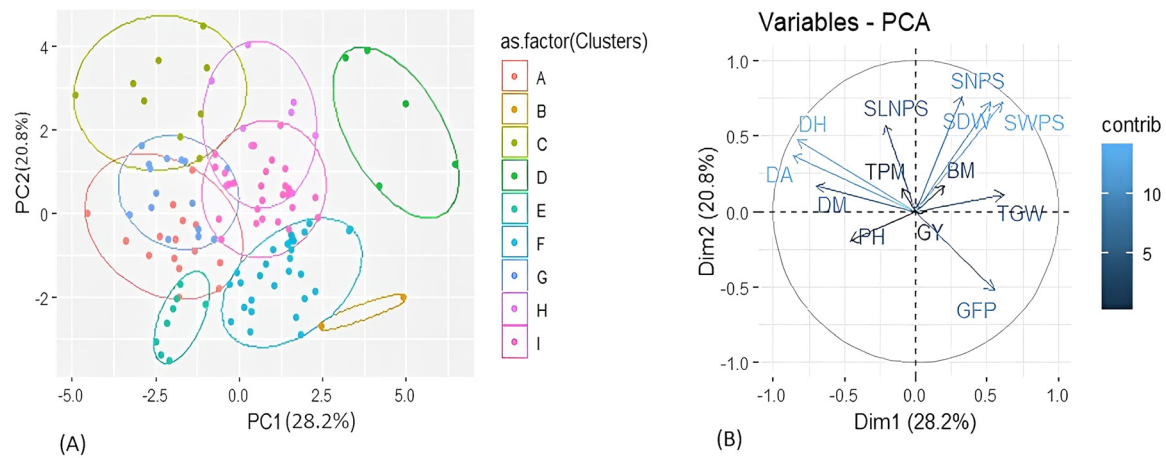 Variables - PCA
as.factor(Clusters)
A
B
C
D
E
F
G
H
I
4
2
0
-2
PC2(20.8%)
-5.0
-2.5
0.0
2.5
5.0
PC1(28.2%)
(A)
1.0
0.5
0.0
-0.5
-1.0
Dim2 (20.8%)
SNPS
SLNPS
SDW
SWPS
DH
DA
TPM
BM
DM
TGW
PH
GY
GFP
-1.0
-0.5
0.0
0.5
1.0
Dim1 (28.2%)
(B)
contrib
10
5